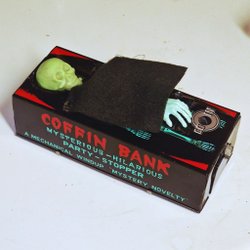 COFFIN BANK
MYSTERIOUS-HILARIOUS
PARTY-STOPPER
A MECHANICAL WINDUP "MYSTERY NOVELTY"